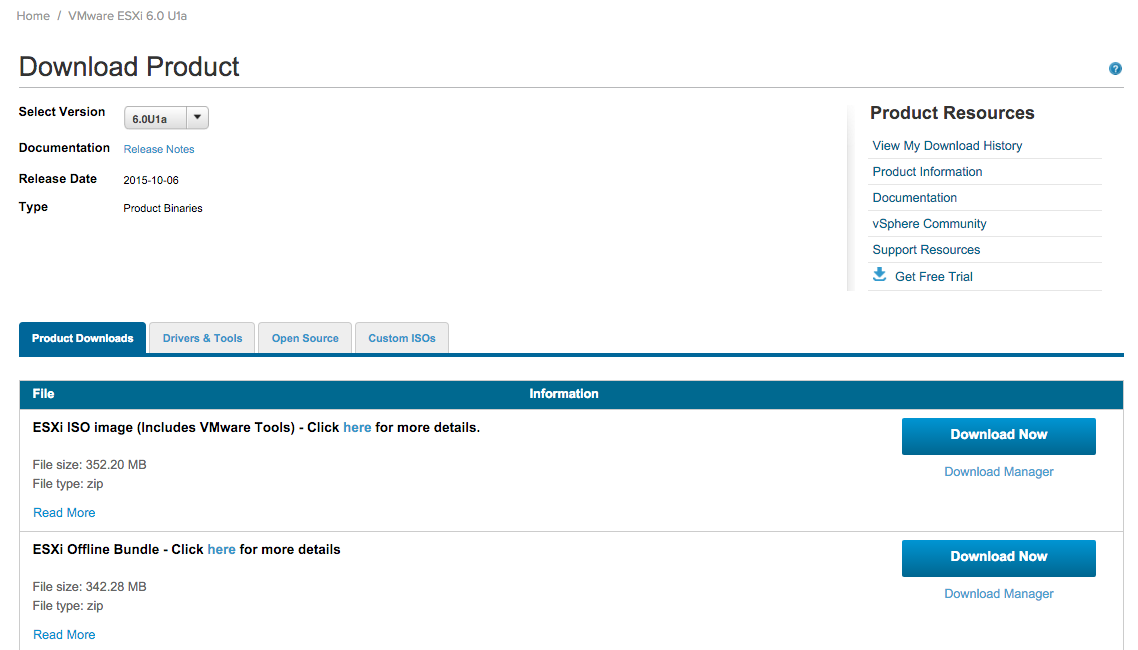 Home / VMware ESXi 6.0 U1a
Download Product
?
Select Version 6.0U1a
Documentation Release Notes
Release Date 2015-10-06
Type Product Binaries
Product Resources
View My Download History
Product Information
Documentation
vSphere Community
Support Resources
Get Free Trial
Product Downloads Drivers & Tools Open Source Custom ISOs
File Information
ESXi ISO image (Includes VMware Tools) - Click here for more details.
Download Now
File size: 352.20 MB
Download Manager
File type: zip
Read More
ESXi Offline Bundle - Click here for more details
Download Now
File size: 342.28 MB
Download Manager
File type: zip
Read More